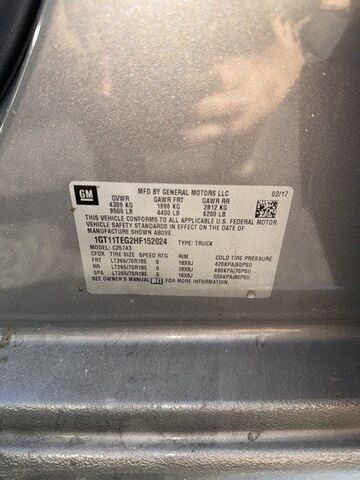 MFD BY GENERAL MOTORS LLC 02/17
GM GVWR GAWR FRT GAWR RR
4309 KG 1996 KG 2812 KG
9500 LB 4400 LB 6200 LB
THIS VEHICLE CONFORMS TO ALL APPLICABLE U.S. FEDERAL MOTOR
VEHICLE SAFETY STANDARDS IN EFFECT ON THE DATE OF
MANUFACTURE SHOWN ABOVE.
1GT11TEG2HF152024 TYPE: TRUCK
MODEL: C25743
TIRE SIZE SPEED RTG RIM COLD TIRE PRESSURE
FRT LT265/70R18E S 18X8J 420KPA(60PSI)
RR LT265/70R18E S 18X8J 480KPA(70PSI)
SPA LT265/70R18E S 18X8J 550KPA(80PSI)
SEE OWNER'S MANUAL FOR ADDITIONAL INFORMATION.